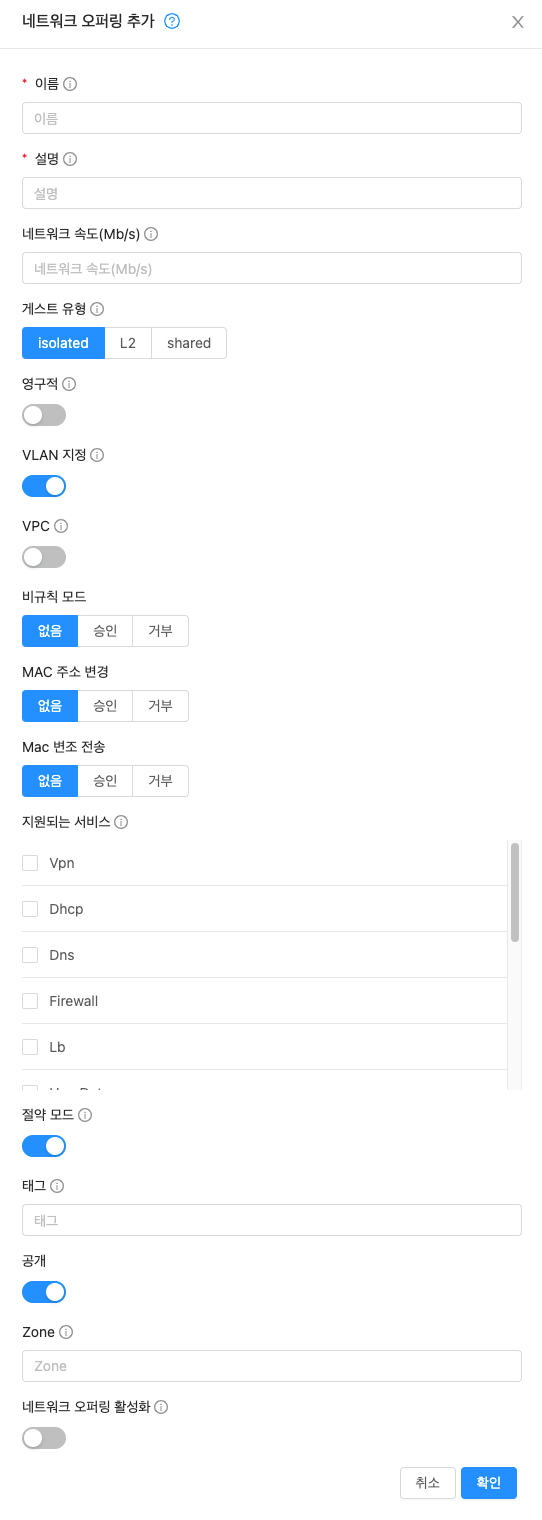 네트워크 오퍼링 추가
* 이름
이름
* 설명
설명
네트워크 속도(Mb/s)
네트워크 속도(Mb/s)
게스트 유형
isolated L2 shared
영구적
VLAN 지정
VPC
비규칙 모드
없음 승인 거부
MAC 주소 변경
없음 승인 거부
Mac 변조 전송
없음 승인 거부
지원되는 서비스
Vpn
Dhcp
Dns
Firewall
Lb
절약 모드
태그
태그
공개
Zone
Zone
네트워크 오퍼링 활성화
취소 확인